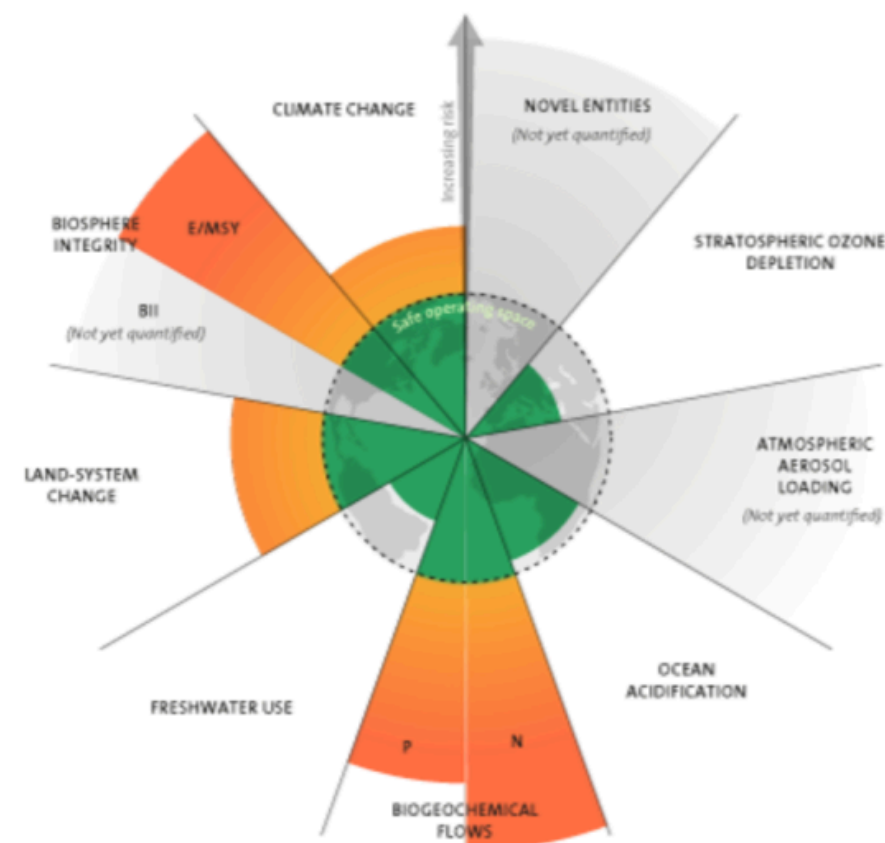 CLIMATE CHANGE
Increasing risk
NOVEL ENTITIES
(Not yet quantified)
STRATOSPHERIC OZONE
DEPLETION
ATMOSPHERIC
AEROSOL
LOADING
(Not yet quantified)
OCEAN
ACIDIFICATION
N
P
BIOGEOCHEMICAL
FLOWS
FRESHWATER USE
LAND-SYSTEM
CHANGE
BII
(Not yet quantified)
BIOSPHERE
INTEGRITY
E/MSY
Safe operating space